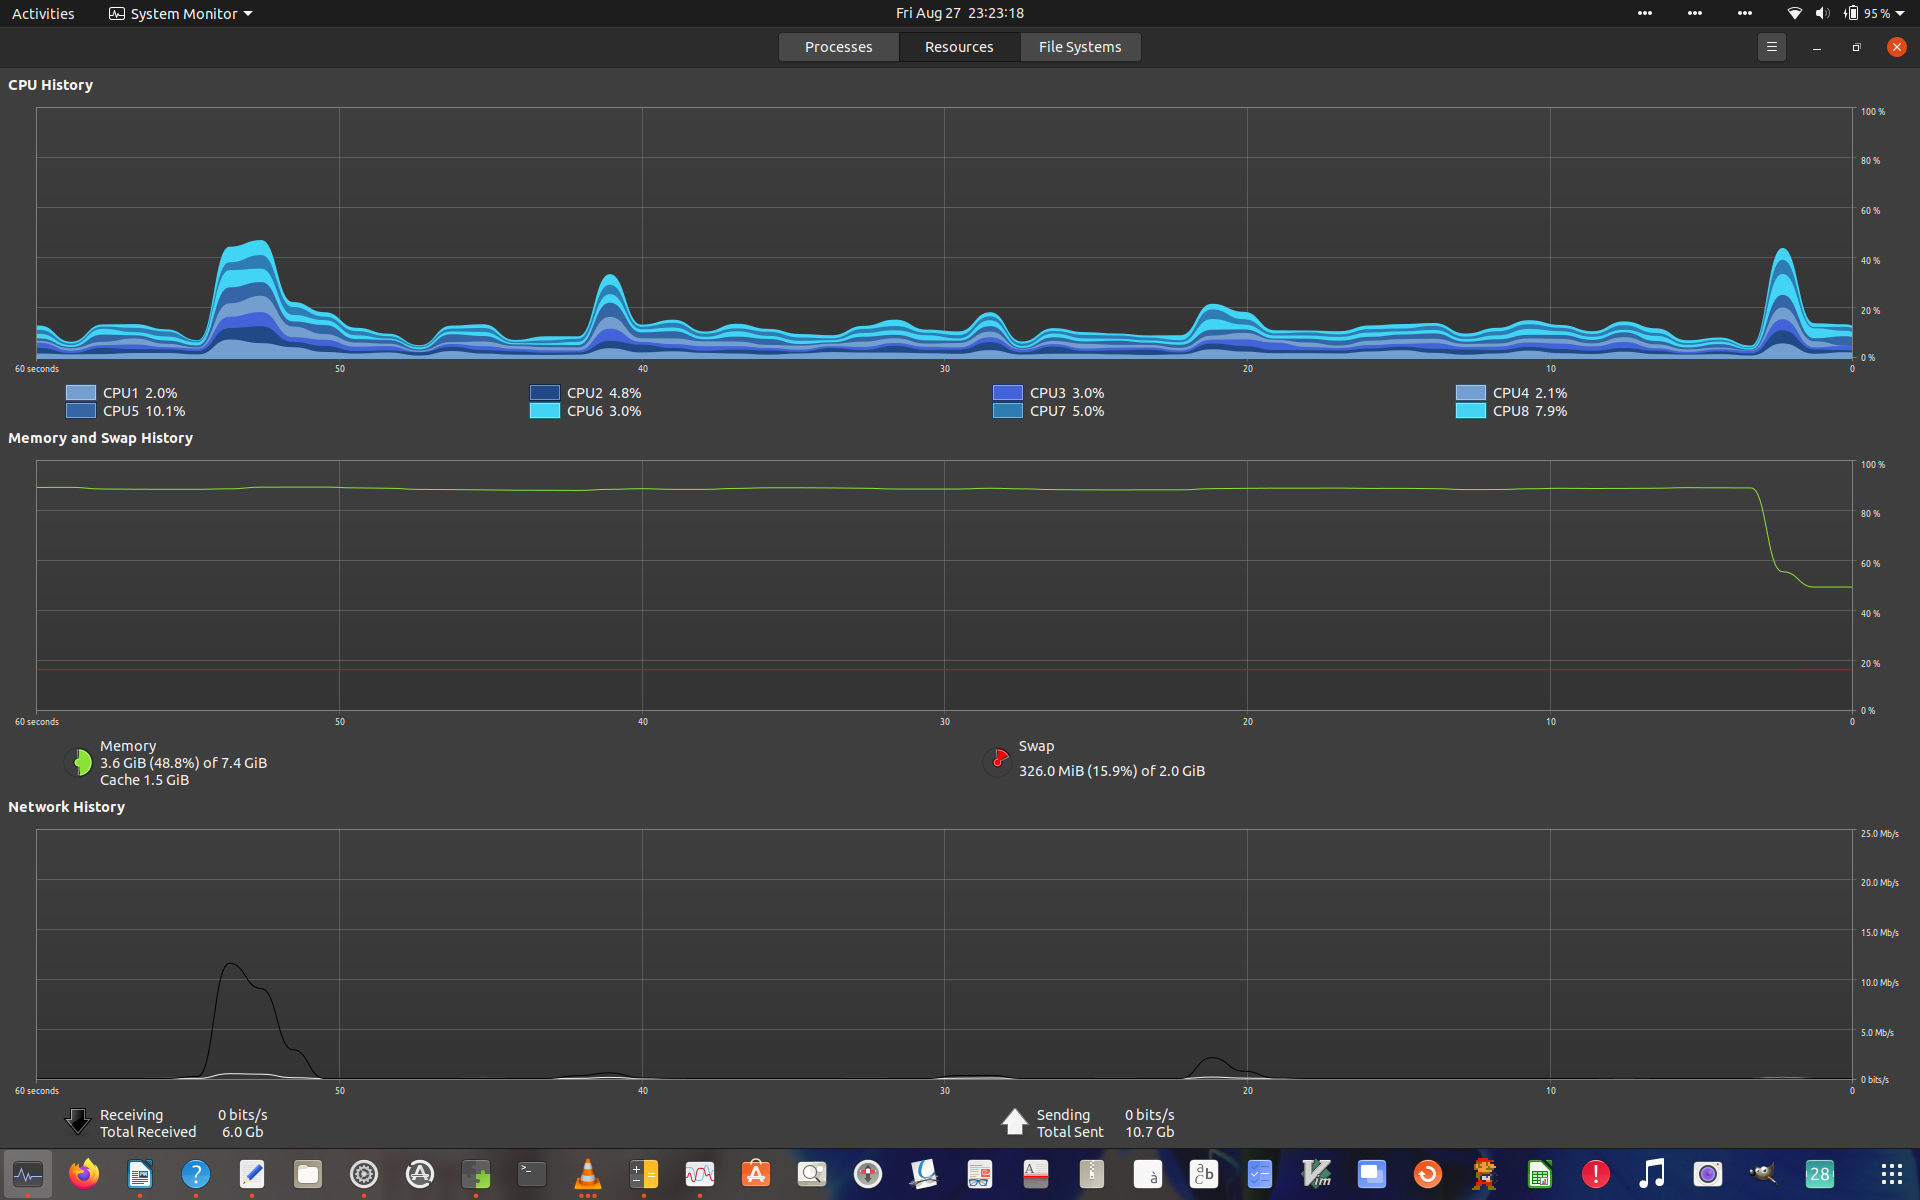 Activities System Monitor Fri Aug 27 23:23:18 95 %
Processes Resources File Systems
CPU History
100 %
80 %
60 %
40 %
20 %
0 %
60 seconds 50 40 30 20 10 0
CPU1 2.0% CPU2 4.8% CPU3 3.0% CPU4 2.1%
CPU5 10.1% CPU6 3.0% CPU7 5.0% CPU8 7.9%
Memory and Swap History
100 %
80 %
60 %
40 %
20 %
0 %
60 seconds 50 40 30 20 10 0
Memory
3.6 GiB (48.8%) of 7.4 GiB
Cache 1.5 GiB
Swap
326.0 MiB (15.9%) of 2.0 GiB
Network History
25.0 Mb/s
20.0 Mb/s
15.0 Mb/s
10.0 Mb/s
5.0 Mb/s
0 bits/s
60 seconds 50 40 30 20 10 0
Receiving 0 bits/s
Total Received 6.0 Gb
Sending 0 bits/s
Total Sent 10.7 Gb
28